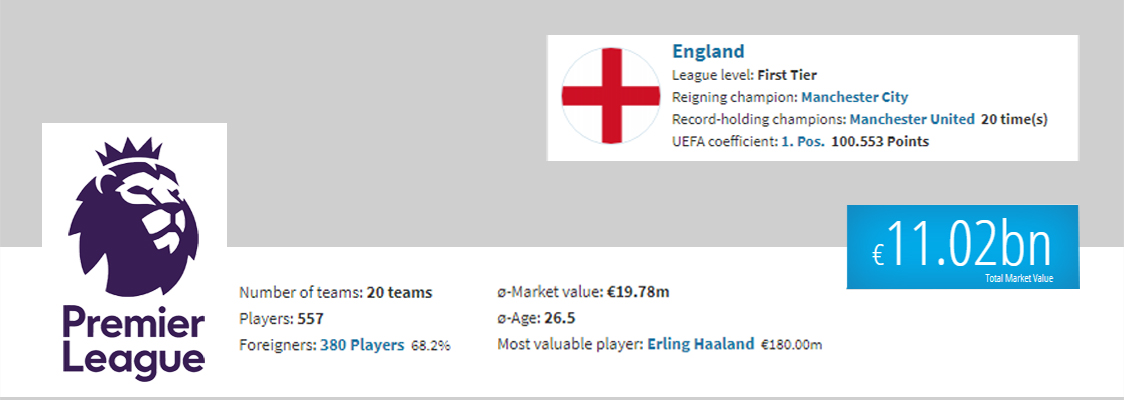 England
League level: First Tier
Reigning champion: Manchester City
Record-holding champions: Manchester United 20 time(s)
UEFA coefficient: 1. Pos. 100.553 Points
€11.02bn
Total Market Value
Premier
League
Number of teams: 20 teams
Players: 557
Foreigners: 380 Players 68.2%
ø-Market value: €19.78m
ø-Age: 26.5
Most valuable player: Erling Haaland €180.00m